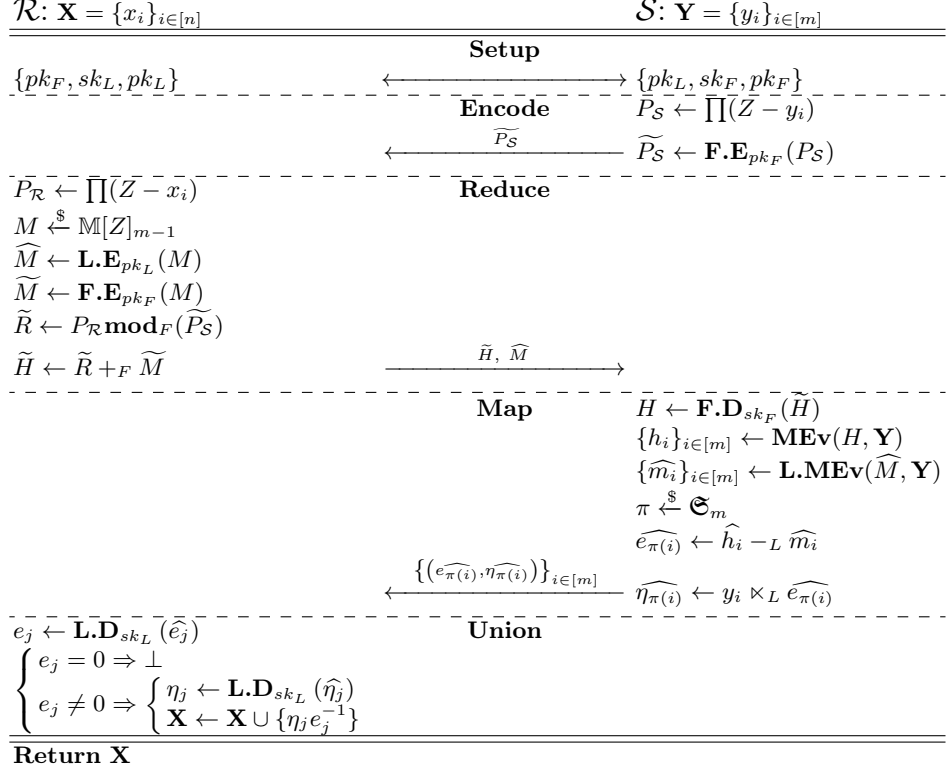 𝓡: 𝐗 = {x_i}_{i∈[n]} 𝓢: 𝐘 = {y_i}_{i∈[m]}
Setup
{pk_F, sk_L, pk_L} ⟷ {pk_L, sk_F, pk_F}
Encode P_𝒮 ← ∏(Z − y_i)
\widetilde{P_𝒮} ⟵ \widetilde{P_𝒮} ← F.E_{pk_F}(P_𝒮)
P_ℛ ← ∏(Z − x_i) Reduce
M \xleftarrow{$} 𝕄[Z]_{m−1}
\widehat{M} ← L.E_{pk_L}(M)
\widetilde{M} ← F.E_{pk_F}(M)
\widetilde{R} ← P_ℛ mod_F(\widetilde{P_𝒮})
\widetilde{H} ← \widetilde{R} +_F \widetilde{M} \xrightarrow{\widetilde{H}, \widehat{M}}
Map H ← F.D_{sk_F}(\widetilde{H})
{h_i}_{i∈[m]} ← MEv(H, Y)
{\widehat{m_i}}_{i∈[m]} ← L.MEv(\widehat{M}, Y)
π \xleftarrow{$} 𝔖_m
\widehat{e_{π(i)}} ← \widehat{h_i} −_L \widehat{m_i}
\xleftarrow{{(\widehat{e_{π(i)}}, \widehat{η_{π(i)}})}_{i∈[m]}} \widehat{η_{π(i)}} ← y_i ⋉_L \widehat{e_{π(i)}}
e_j ← L.D_{sk_L}(\widehat{e_j}) Union
{ e_j = 0 ⇒ ⊥
e_j ≠ 0 ⇒ { η_j ← L.D_{sk_L}(\widehat{η_j})
X ← X ∪ {η_j e_j^{−1}}
Return X